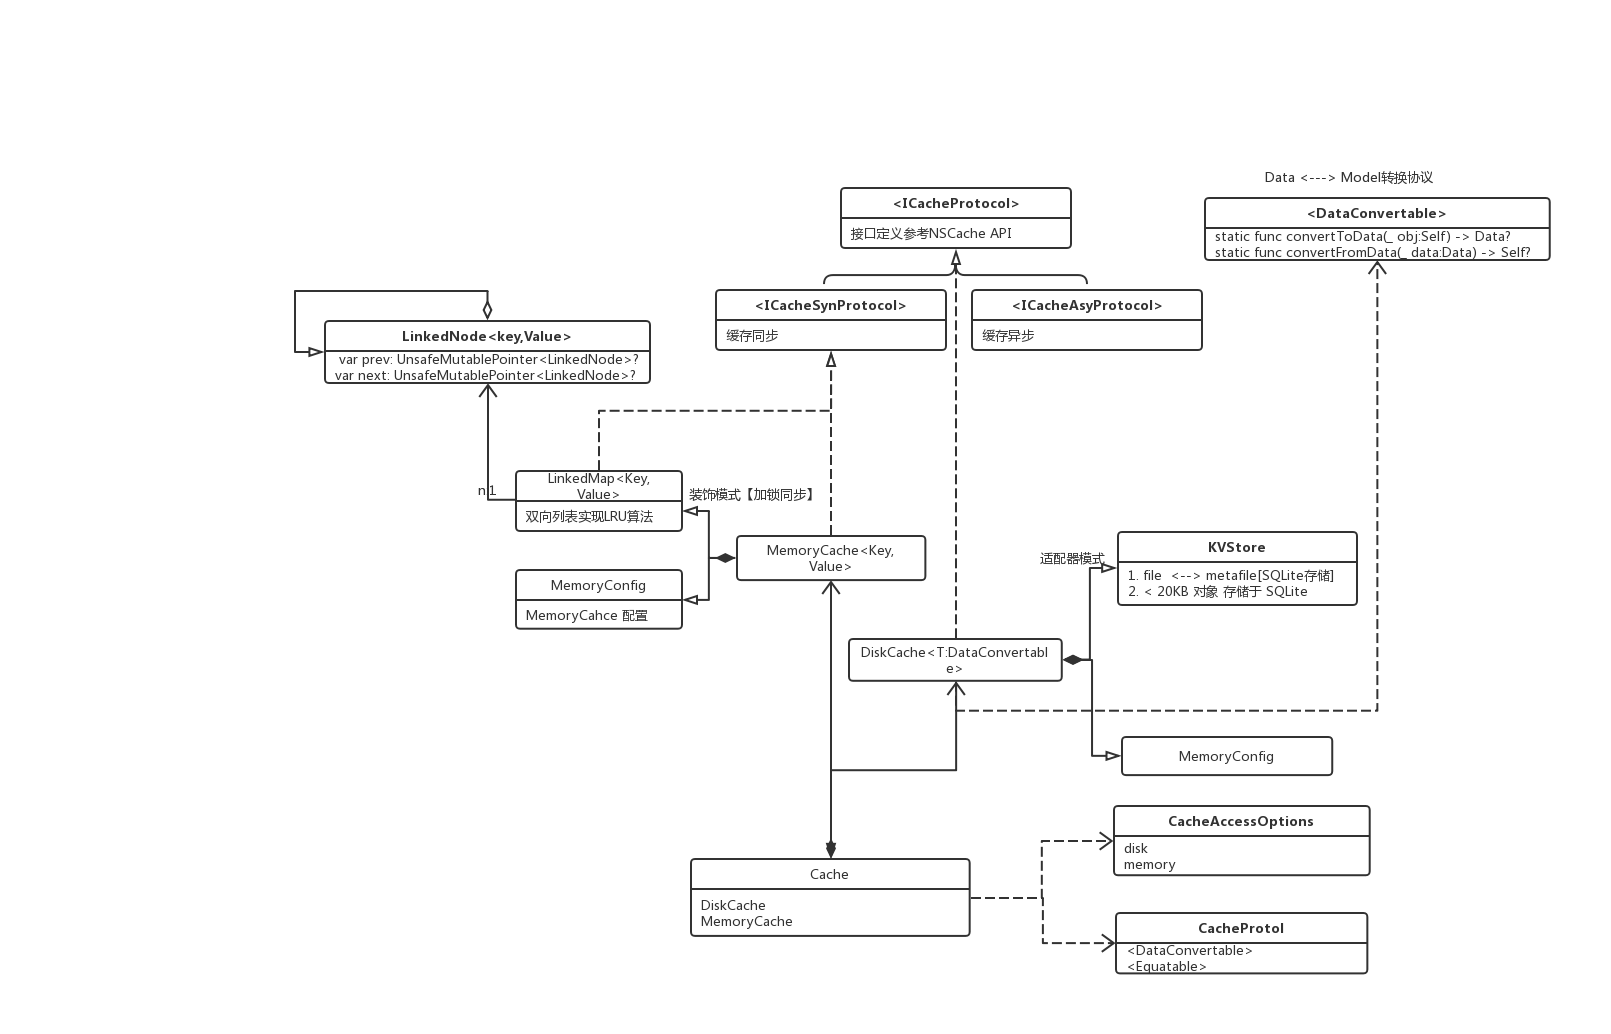 Data <---> Model转换协议
<ICacheProtocol>
接口定义参考NSCache API
<DataConvertable>
static func convertToData(_ obj:Self) -> Data?
static func convertFromData(_ data:Data) -> Self?
<ICacheSynProtocol>
缓存同步
<ICacheAsyProtocol>
缓存异步
LinkedNode<key,Value>
var prev: UnsafeMutablePointer<LinkedNode>?
var next: UnsafeMutablePointer<LinkedNode>?
LinkedMap<Key,
Value>
双向列表实现LRU算法
n:1
装饰模式【加锁同步】
MemoryCache<Key,
Value>
MemoryConfig
MemoryCahce 配置
适配器模式
KVStore
1. file  <--> metafile[SQLite存储]
2. < 20KB 对象 存储于 SQLite
DiskCache<T:DataConvertabl
e>
MemoryConfig
CacheAccessOptions
disk
memory
Cache
DiskCache
MemoryCache
CacheProtol
<DataConvertable>
<Equatable>